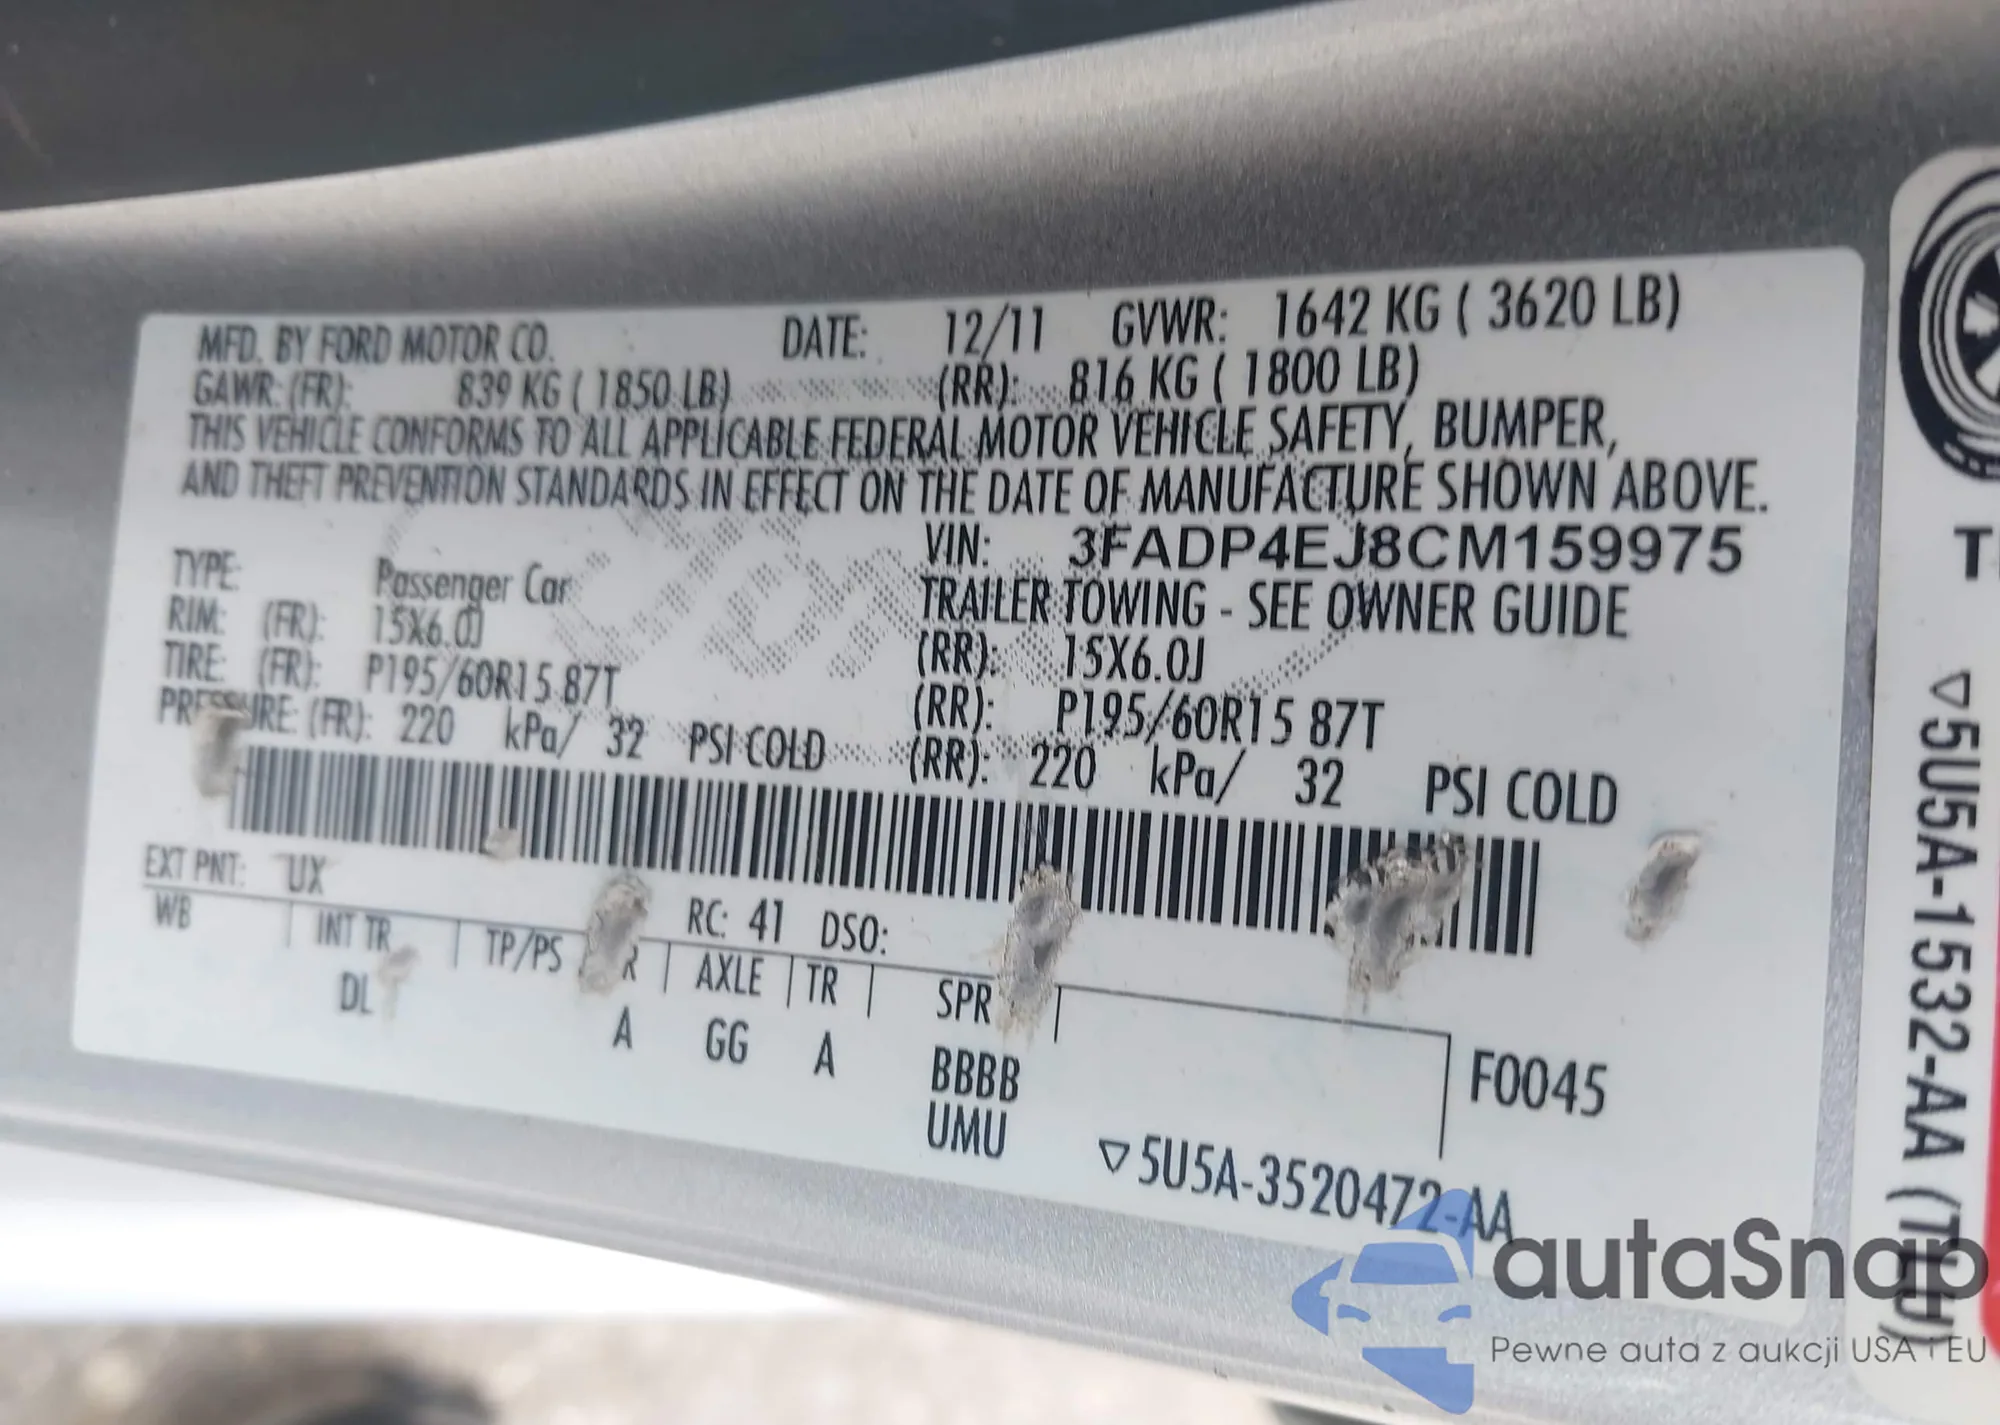 MFD. BY FORD MOTOR CO. DATE: 12/11 GVWR: 1642 KG ( 3620 LB)
GAWR: (FR): 839 KG ( 1850 LB) (RR): 816 KG ( 1800 LB)
THIS VEHICLE CONFORMS TO ALL APPLICABLE FEDERAL MOTOR VEHICLE SAFETY, BUMPER,
AND THEFT PREVENTION STANDARDS IN EFFECT ON THE DATE OF MANUFACTURE SHOWN ABOVE.
VIN: 3FADP4EJ8CM159975
TYPE: Passenger Car TRAILER TOWING - SEE OWNER GUIDE
RIM: (FR): 15X6.0J (RR): 15X6.0J
TIRE: (FR): P195/60R15 87T (RR): P195/60R15 87T
PRESSURE: (FR): 220 kPa/ 32 PSI COLD (RR): 220 kPa/ 32 PSI COLD
EXT PNT: UX RC: 41 DSO:
WB INT TR TP/PS R AXLE TR SPR
DL A GG A BBBB F0045
UMU
▽5U5A-3520472-AA
▽5U5A-1532-AA (TLU)
autaSnap
Pewne auta z aukcji USA i EU